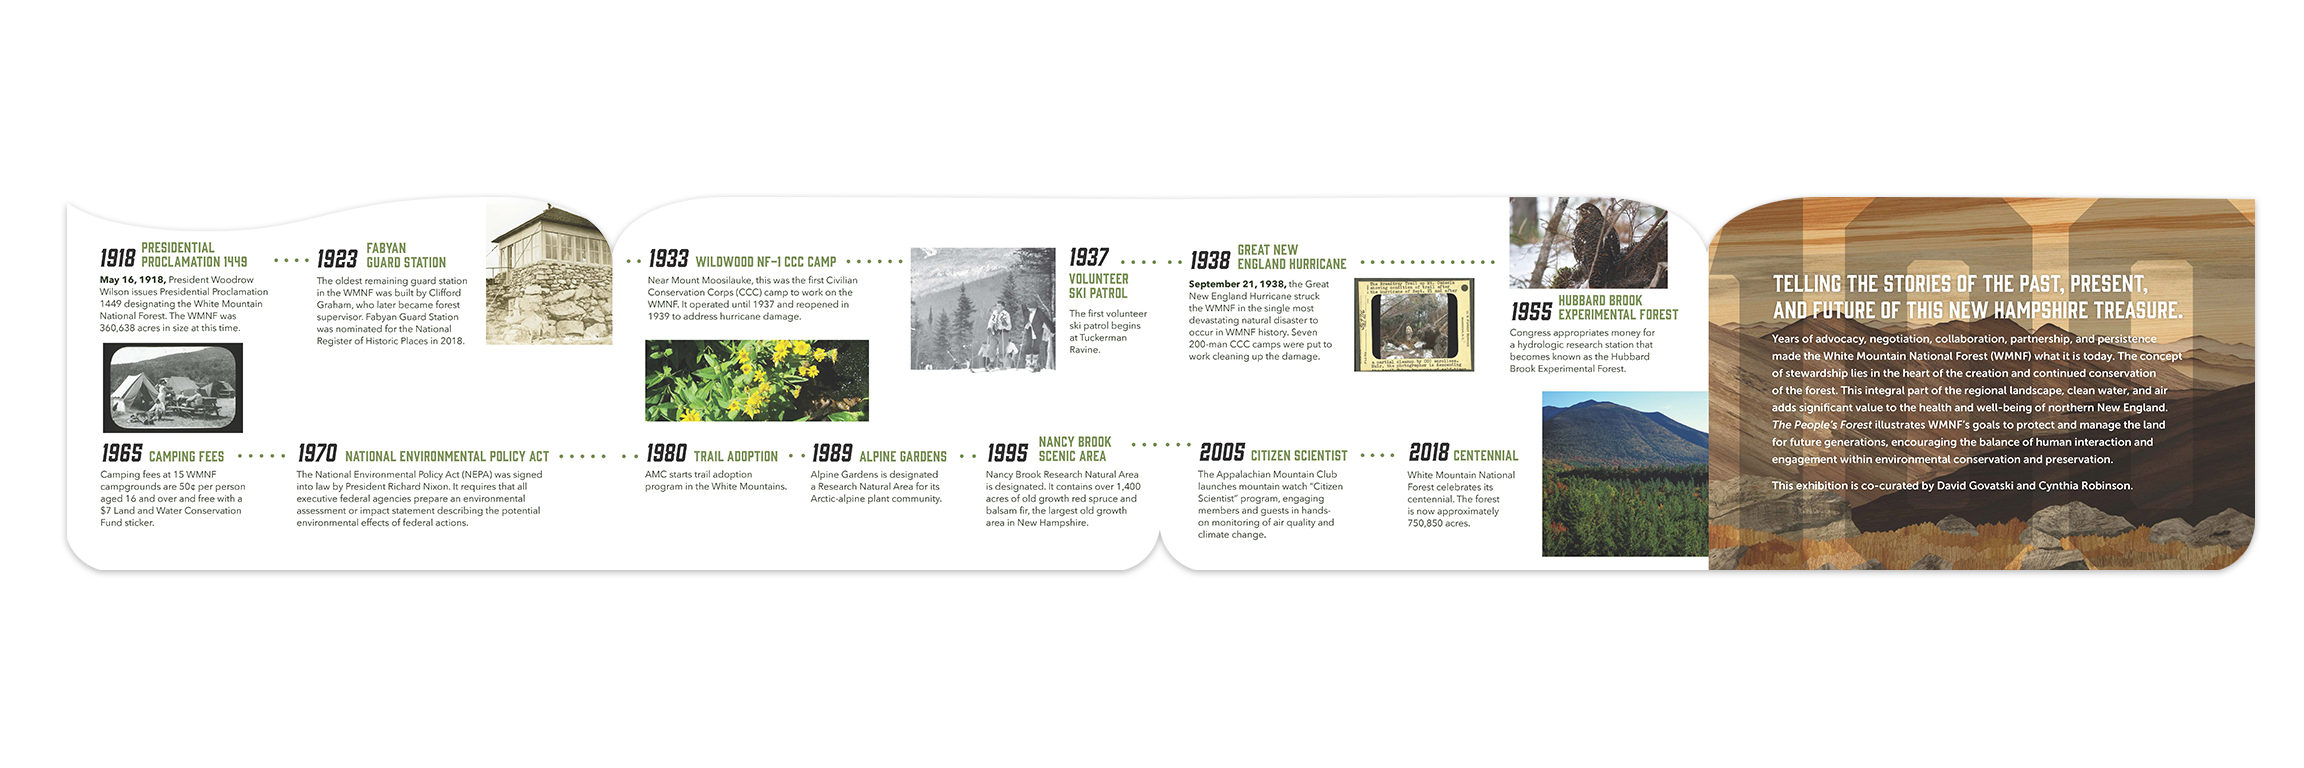 1918 PRESIDENTIAL
PROCLAMATION 1449
May 16, 1918, President Woodrow
Wilson issues Presidential Proclamation
1449 designating the White Mountain
National Forest. The WMNF was
360,638 acres in size at this time.
1923 FABYAN
GUARD STATION
The oldest remaining guard station
in the WMNF was built by Clifford
Graham, who later became forest
supervisor. Fabyan Guard Station
was nominated for the National
Register of Historic Places in 2018.
1933 WILDWOOD NF-1 CCC CAMP
Near Mount Moosilauke, this was the first Civilian
Conservation Corps (CCC) camp to work on the
WMNF. It operated until 1937 and reopened in
1939 to address hurricane damage.
1937
VOLUNTEER
SKI PATROL
The first volunteer
ski patrol begins
at Tuckerman
Ravine.
1938 GREAT NEW
ENGLAND HURRICANE
September 21, 1938, the Great
New England Hurricane struck
the WMNF in the single most
devastating natural disaster to
occur in WMNF history. Seven
200-man CCC camps were put to
work cleaning up the damage.
1955 HUBBARD BROOK
EXPERIMENTAL FOREST
Congress appropriates money for
a hydrologic research station that
becomes known as the Hubbard
Brook Experimental Forest.
1965 CAMPING FEES
Camping fees at 15 WMNF
campgrounds are 50¢ per person
aged 16 and over and free with a
$7 Land and Water Conservation
Fund sticker.
1970 NATIONAL ENVIRONMENTAL POLICY ACT
The National Environmental Policy Act (NEPA) was signed
into law by President Richard Nixon. It requires that all
executive federal agencies prepare an environmental
assessment or impact statement describing the potential
environmental effects of federal actions.
1980 TRAIL ADOPTION
AMC starts trail adoption
program in the White Mountains.
1989 ALPINE GARDENS
Alpine Gardens is designated
a Research Natural Area for its
Arctic-alpine plant community.
1995 NANCY BROOK
SCENIC AREA
Nancy Brook Research Natural Area
is designated. It contains over 1,400
acres of old growth red spruce and
balsam fir, the largest old growth
area in New Hampshire.
2005 CITIZEN SCIENTIST
The Appalachian Mountain Club
launches mountain watch “Citizen
Scientist” program, engaging
members and guests in hands-
on monitoring of air quality and
climate change.
2018 CENTENNIAL
White Mountain National
Forest celebrates its
centennial. The forest
is now approximately
750,850 acres.
TELLING THE STORIES OF THE PAST, PRESENT,
AND FUTURE OF THIS NEW HAMPSHIRE TREASURE.
Years of advocacy, negotiation, collaboration, partnership, and persistence
made the White Mountain National Forest (WMNF) what it is today. The concept
of stewardship lies in the heart of the creation and continued conservation
of the forest. This integral part of the regional landscape, clean water, and air
adds significant value to the health and well-being of northern New England.
The People's Forest illustrates WMNF's goals to protect and manage the land
for future generations, encouraging the balance of human interaction and
engagement within environmental conservation and preservation.
This exhibition is co-curated by David Govatski and Cynthia Robinson.